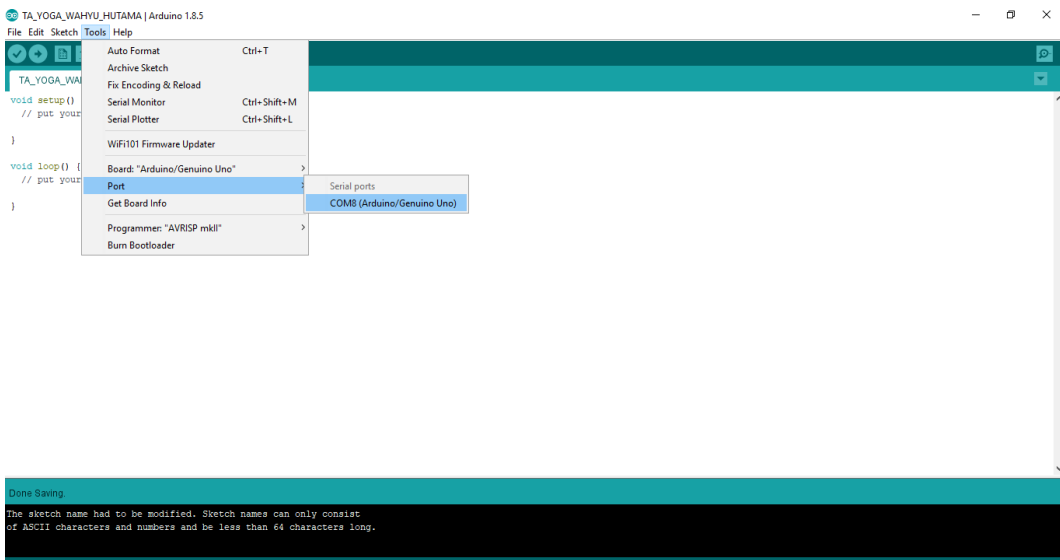 TA_YOGA_WAHYU_HUTAMA | Arduino 1.8.5
File Edit Sketch Tools Help
Auto Format Ctrl+T
Archive Sketch
Fix Encoding & Reload
Serial Monitor Ctrl+Shift+M
Serial Plotter Ctrl+Shift+L
WiFi101 Firmware Updater
Board: "Arduino/Genuino Uno"
Port
Get Board Info
Programmer: "AVRISP mkII"
Burn Bootloader
Serial ports
COM8 (Arduino/Genuino Uno)
TA_YOGA_WA
void setup()
// put your
}
void loop() {
// put your
}
Done Saving.
The sketch name had to be modified. Sketch names can only consist
of ASCII characters and numbers and be less than 64 characters long.